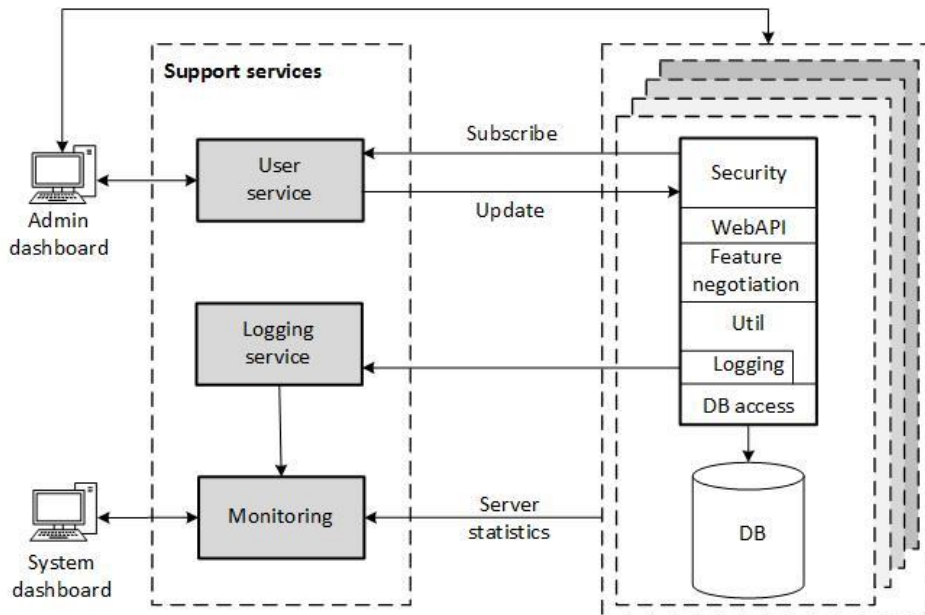 Support services
Subscribe
User
service
Security
Update
Admin
dashboard
WebAPI
Feature
negotiation
Logging
service
Util
Logging
DB access
Monitoring
Server
statistics
DB
System
dashboard